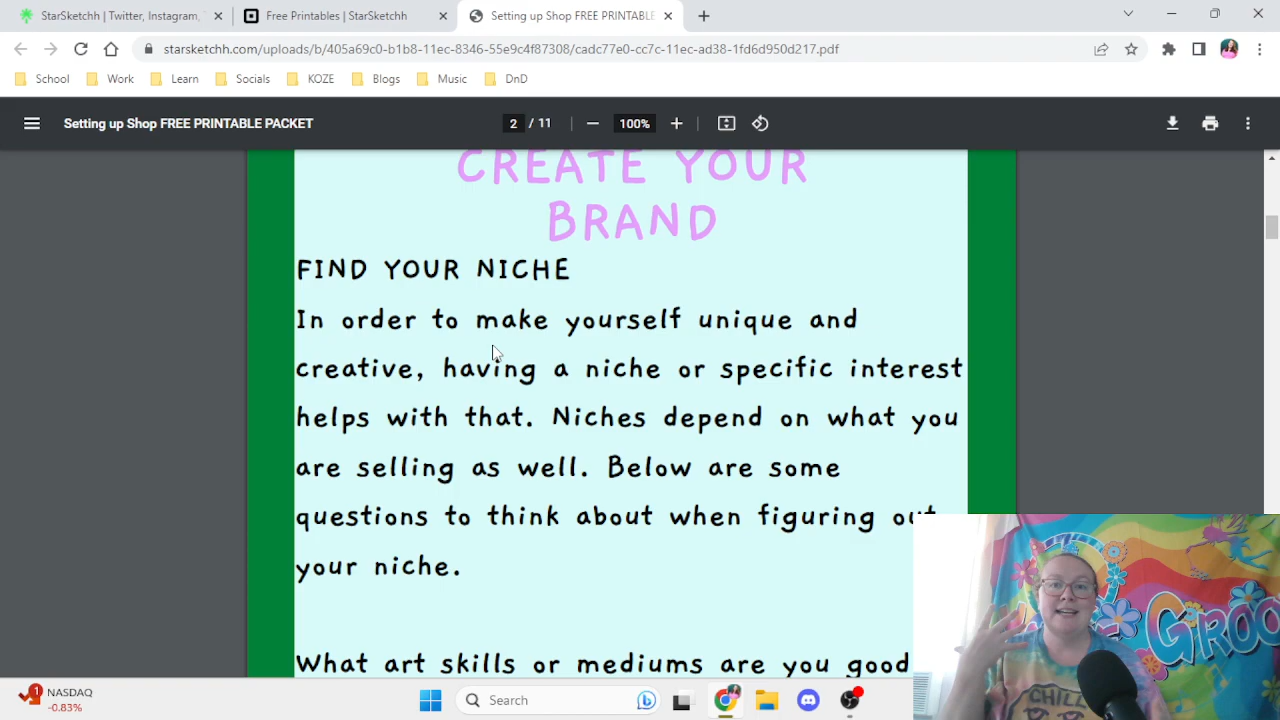 StarSketchh | Twitter, Instagram,
Free Printables | StarSketchh
Setting up Shop FREE PRINTABLE
starsketchh.com/uploads/b/405a69c0-b1b8-11ec-8346-55e9c4f87308/cadc77e0-cc7c-11ec-ad38-1fd6d950d217.pdf
School
Work
Learn
Socials
KOZE
Blogs
Music
DnD
Setting up Shop FREE PRINTABLE PACKET
2 / 11
100%
CREATE YOUR
BRAND
FIND YOUR NICHE
In order to make yourself unique and
creative, having a niche or specific interest
helps with that. Niches depend on what you
are selling as well. Below are some
questions to think about when figuring out
your niche.
What art skills or mediums are you good
GIROO
CHILL
1
NASDAQ
-0.83%
Search